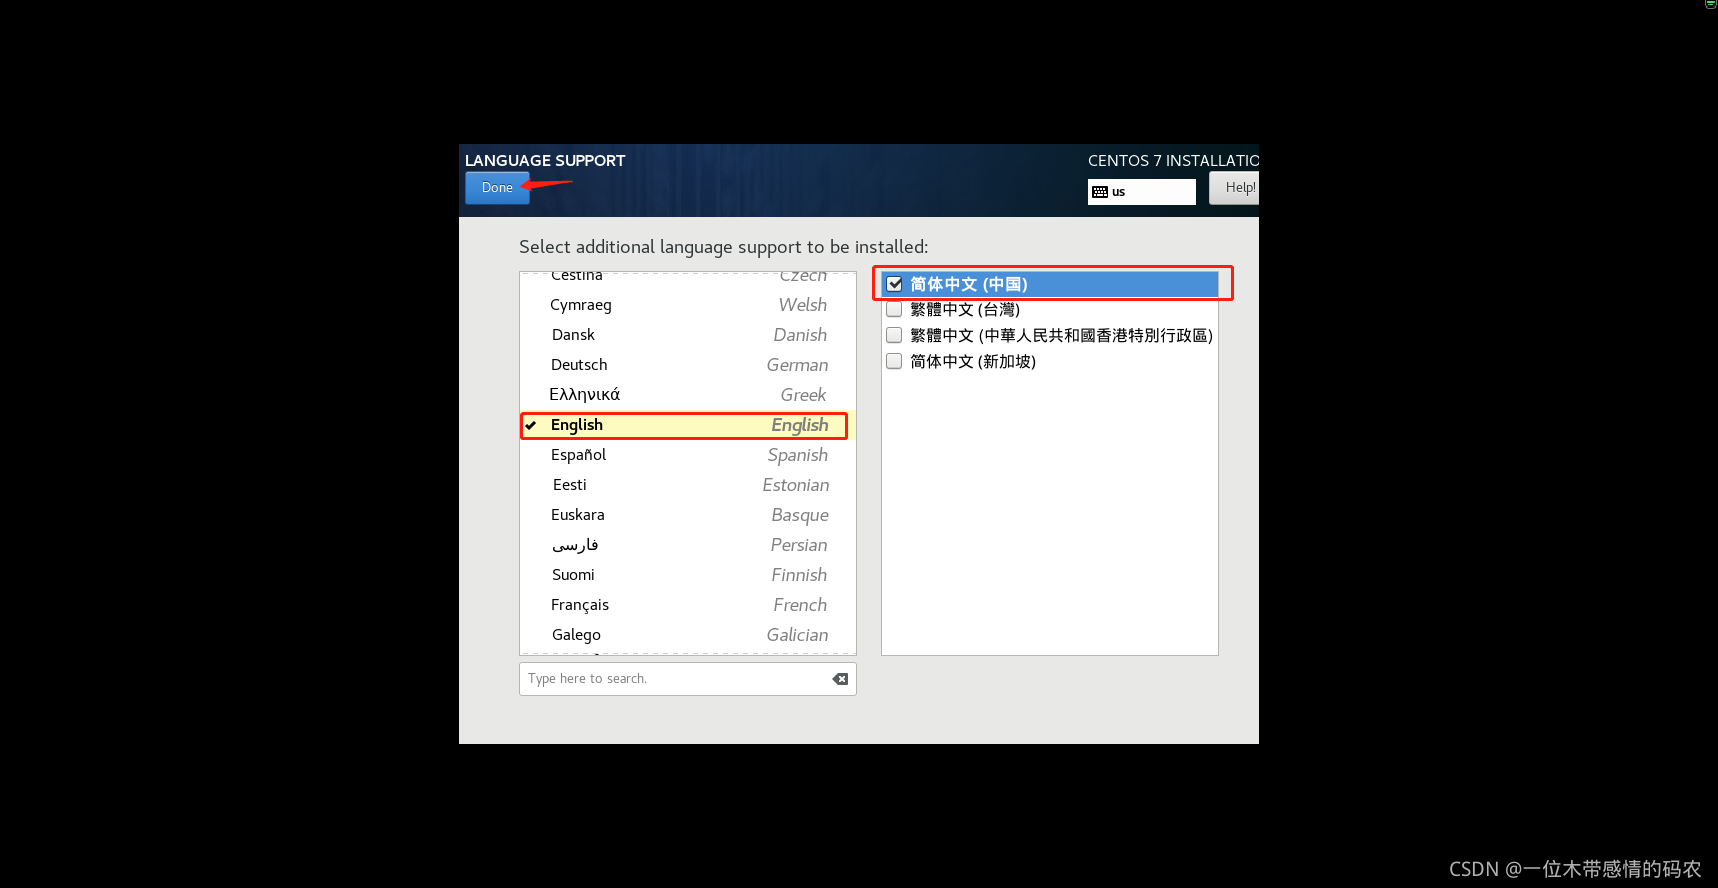 LANGUAGE SUPPORT
CENTOS 7 INSTALLATIO
Done
us
Help!
Select additional language support to be installed:
Čeština Czech
Cymraeg Welsh
Dansk Danish
Deutsch German
Ελληνικά Greek
English English
Español Spanish
Eesti Estonian
Euskara Basque
فارسی Persian
Suomi Finnish
Français French
Galego Galician
Type here to search.
简体中文 (中国)
繁體中文 (台灣)
繁體中文 (中華人民共和國香港特別行政區)
简体中文 (新加坡)
CSDN @一位木带感情的码农